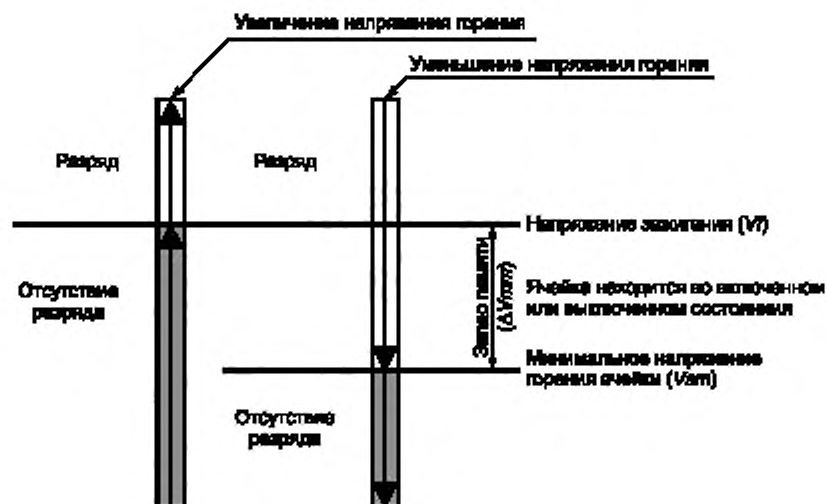 Увеличение напряжения горения
Уменьшение напряжения горения
Разряд
Разряд
Напряжение зажигания (Vf)
Отсутствие
разряда
Запас памяти
(ΔVmm)
Ячейка находится во включенном
или выключенном состоянии
Минимальное напряжение
горения ячейки (Vsm)
Отсутствие
разряда